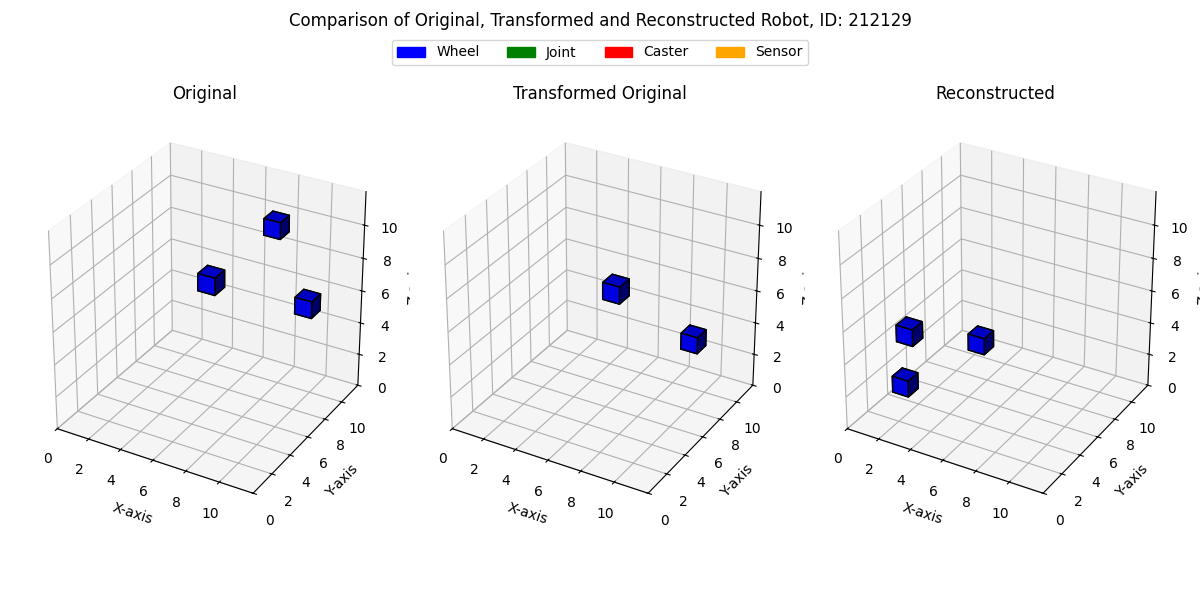 Comparison of Original, Transformed and Reconstructed Robot, ID: 212129
Wheel Joint Caster Sensor
Original
Transformed Original
Reconstructed
0 2 4 6 8 10
X-axis
0 2 4 6 8 10
Y-axis
0 2 4 6 8 10
0 2 4 6 8 10
X-axis
0 2 4 6 8 10
Y-axis
0 2 4 6 8 10
0 2 4 6 8 10
X-axis
0 2 4 6 8 10
Y-axis
0 2 4 6 8 10